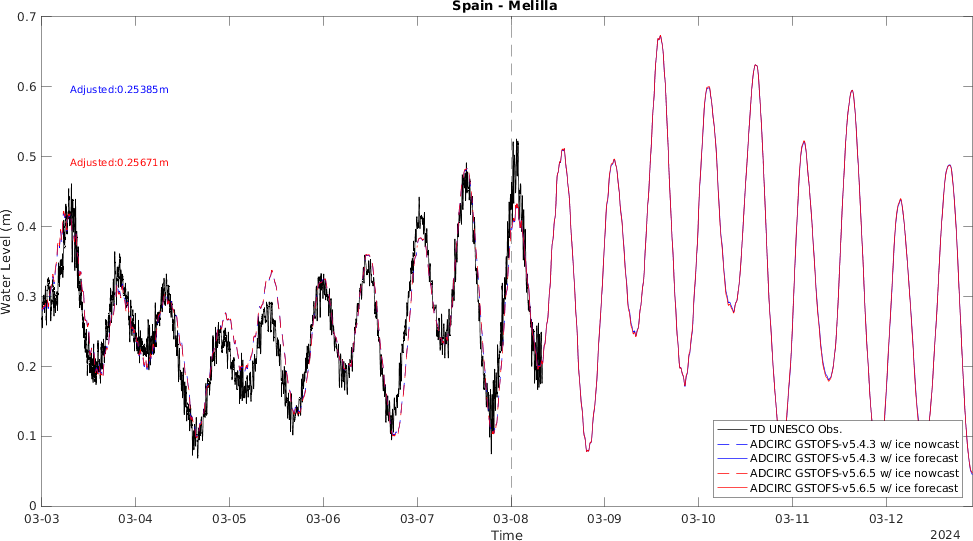 Spain - Melilla
0.7
0.6
0.5
0.4
0.3
0.2
0.1
0
Water Level (m)
Adjusted:0.25385m
Adjusted:0.25671m
TD UNESCO Obs.
ADCIRC GSTOFS-v5.4.3 w/ ice nowcast
ADCIRC GSTOFS-v5.4.3 w/ ice forecast
ADCIRC GSTOFS-v5.6.5 w/ ice nowcast
ADCIRC GSTOFS-v5.6.5 w/ ice forecast
03-03 03-04 03-05 03-06 03-07 03-08 03-09 03-10 03-11 03-12
Time
2024